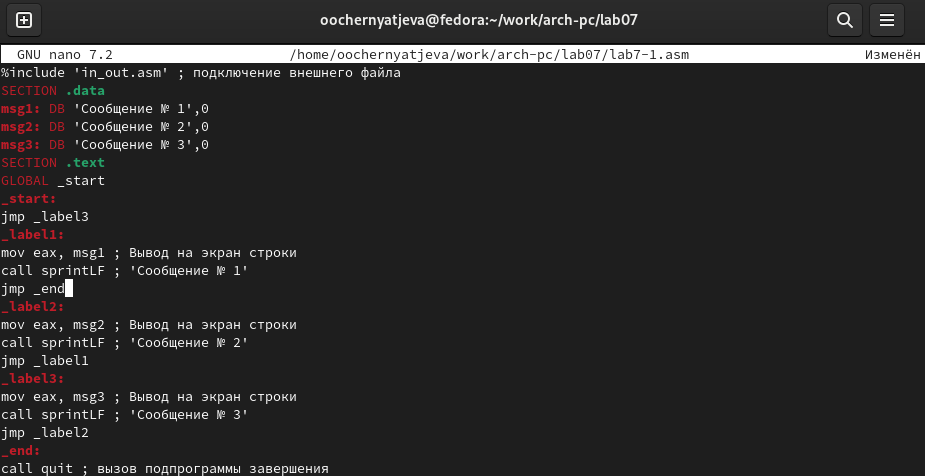 oochernyatjeva@fedora:~/work/arch-pc/lab07
GNU nano 7.2 /home/oochernyatjeva/work/arch-pc/lab07/lab7-1.asm Изменён
%include 'in_out.asm' ; подключение внешнего файла
SECTION .data
msg1: DB 'Сообщение № 1',0
msg2: DB 'Сообщение № 2',0
msg3: DB 'Сообщение № 3',0
SECTION .text
GLOBAL _start
_start:
jmp _label3
_label1:
mov eax, msg1 ; Вывод на экран строки
call sprintLF ; 'Сообщение № 1'
jmp _end
_label2:
mov eax, msg2 ; Вывод на экран строки
call sprintLF ; 'Сообщение № 2'
jmp _label1
_label3:
mov eax, msg3 ; Вывод на экран строки
call sprintLF ; 'Сообщение № 3'
jmp _label2
_end:
call quit ; вызов подпрограммы завершения